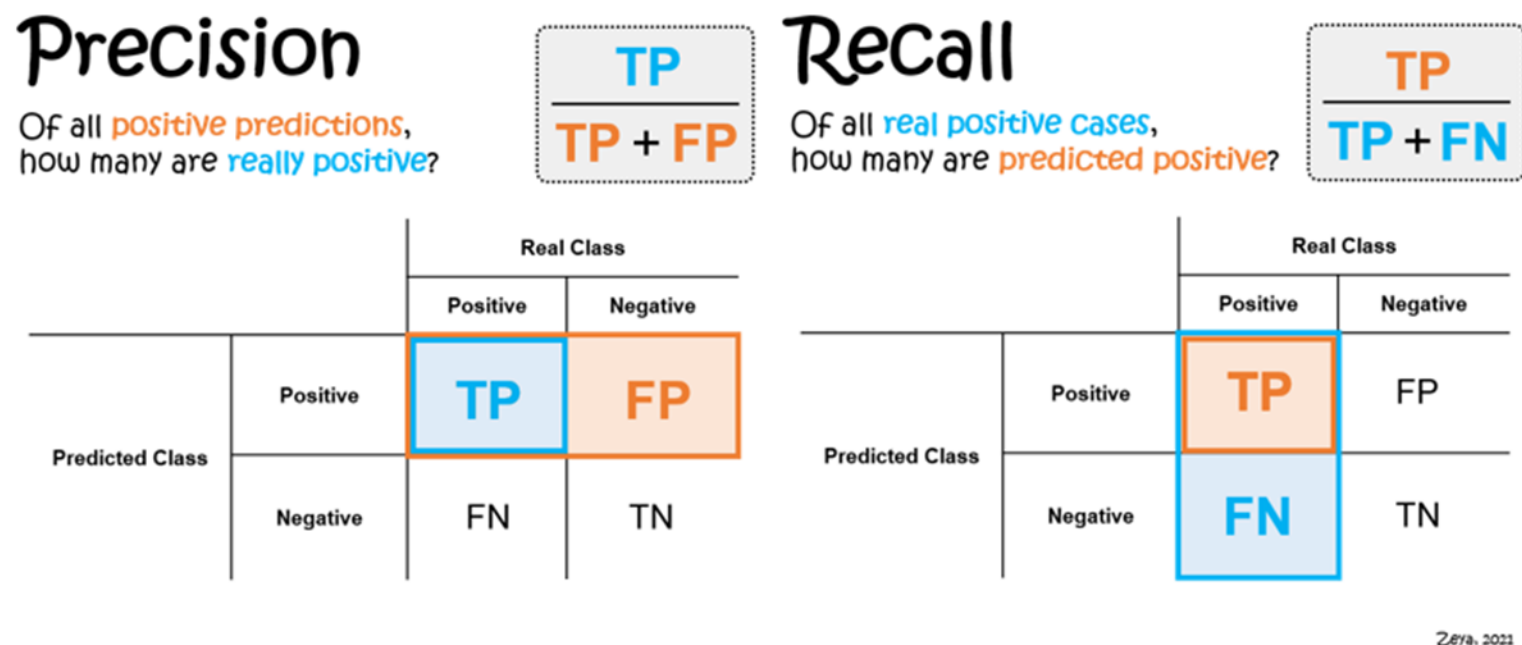 Precision
Of all positive predictions,
how many are really positive?
TP
TP + FP
Real Class
Positive Negative
Predicted Class
Positive
TP FP
Negative
FN TN
Recall
Of all real positive cases,
how many are predicted positive?
TP
TP + FN
Real Class
Positive Negative
Predicted Class
Positive
TP FP
Negative
FN TN
Zeya, 2021